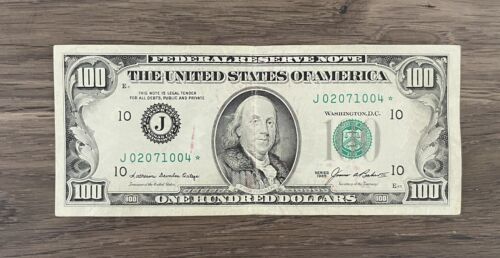 FEDERAL RESERVE NOTE
100
THE UNITED STATES OF AMERICA
100
THIS NOTE IS LEGAL TENDER
FOR ALL DEBTS, PUBLIC AND PRIVATE
J 02071004 *
WASHINGTON, D.C.
10
J
10
J 02071004 *
10
10
Treasurer of the United States.
SERIES
1985
Secretary of the Treasury.
100
100
ONE HUNDRED DOLLARS
100
100